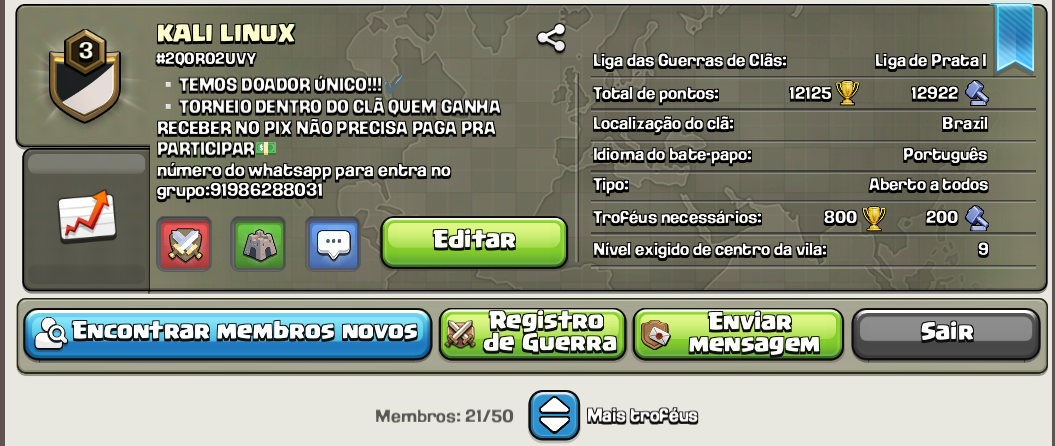 3
KALI LINUX
#2Q0RO2UVY
▪ TEMOS DOADOR ÚNICO!!!✓
▪ TORNEIO DENTRO DO CLÃ QUEM GANHA
RECEBER NO PIX NÃO PRECISA PAGA PRA
PARTICIPAR💵
número do whatsapp para entra no
grupo:91986288031
Editar
Liga das Guerras de Clãs: Liga de Prata I
Total de pontos: 12125 12922
Localização do clã: Brazil
Idioma do bate-papo: Português
Tipo: Aberto a todos
Troféus necessários: 800 200
Nível exigido de centro da vila: 9
Encontrar membros novos
Registro
de Guerra
Enviar
mensagem
Sair
Membros: 21/50
Mais troféus